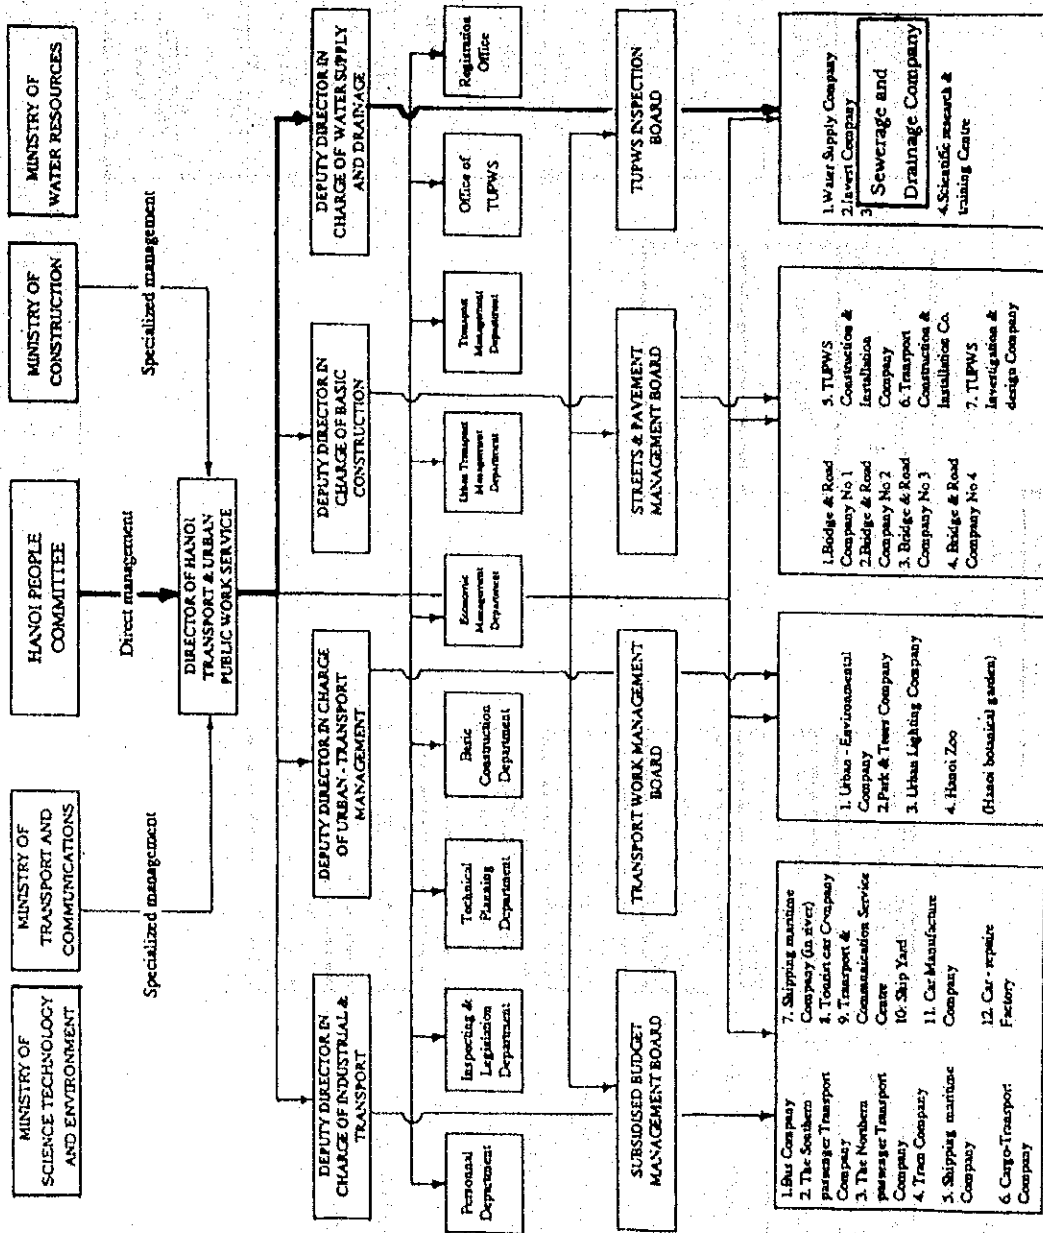 MINISTRY OF
SCIENCE TECHNOLOGY
AND ENVIRONMENT
MINISTRY OF
TRANSPORT AND
COMMUNICATIONS
HANOI PEOPLE
COMMITTEE
MINISTRY OF
CONSTRUCTION
MINISTRY OF
WATER RESOURCES
Specialized management
Direct management
Specialized management
DIRECTOR OF HANOI
TRANSPORT & URBAN
PUBLIC WORK SERVICE
DEPUTY DIRECTOR IN
CHARGE OF INDUSTRIAL &
TRANSPORT
DEPUTY DIRECTOR IN CHARGE
OF URBAN - TRANSPORT
MANAGEMENT
DEPUTY DIRECTOR IN
CHARGE OF BASIC
CONSTRUCTION
DEPUTY DIRECTOR IN
CHARGE OF WATER SUPPLY
AND DRAINAGE
Personnal
Department
Inspecting &
Legislation
Department
Technical
Planning
Department
Basic
Construction
Department
Economic
Management
Department
Urban Transport
Management
Department
Transport
Management
Department
Office of
TUPWS
Registration
Office
SUBSIDISED BUDGET
MANAGEMENT BOARD
TRANSPORT WORK MANAGEMENT
BOARD
STREETS & PAVEMENT
MANAGEMENT BOARD
TUPWS INSPECTION
BOARD
1.Bus Company
2. The Southern
passenger Transport
Company
3. The Northern
passenger Transport
Company
4. Tram Company
5. Shipping maritime
Company
6. Cargo-Transport
Company
7. Shipping maritime
Company (in river)
8. Tourist car Company
9. Transport &
Communication Service
Centre
10. Ship Yard
11. Car Manufacture
Company
12. Car - repaire
Factory
1. Urban - Environmental
Company
2.Park & Trees Company
3. Urban Lighting Company
4. Hanoi Zoo
(Hanoi botanical garden)
1.Bridge & Road
Company No 1
2.Bridge & Road
Company No 2
3. Bridge & Road
Company No 3
4. Bridge & Road
Company No 4
5. TUPWS
Construction &
Installation
Company
6. Transport
Construction &
Installation Co.
7. TUPWS
Investigation &
design Company
1.Water Supply Company
2.Invest Company
3
Sewerage and
Drainage Company
4.Scientific research &
training Centre